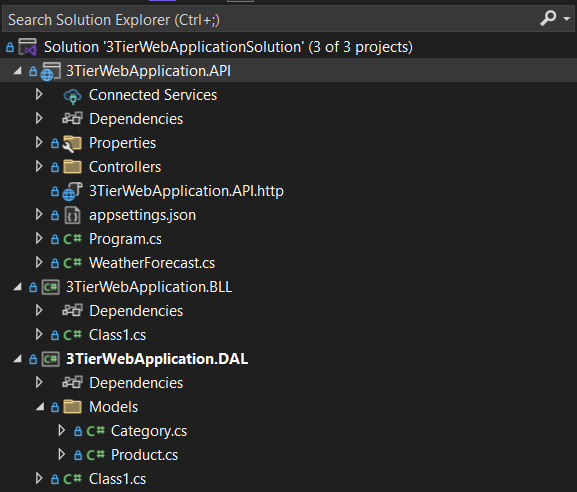 Search Solution Explorer (Ctrl+;)
Solution '3TierWebApplicationSolution' (3 of 3 projects)
3TierWebApplication.API
Connected Services
Dependencies
Properties
Controllers
3TierWebApplication.API.http
appsettings.json
C# Program.cs
C# WeatherForecast.cs
C# 3TierWebApplication.BLL
Dependencies
C# Class1.cs
C# 3TierWebApplication.DAL
Dependencies
Models
C# Category.cs
C# Product.cs
C# Class1.cs